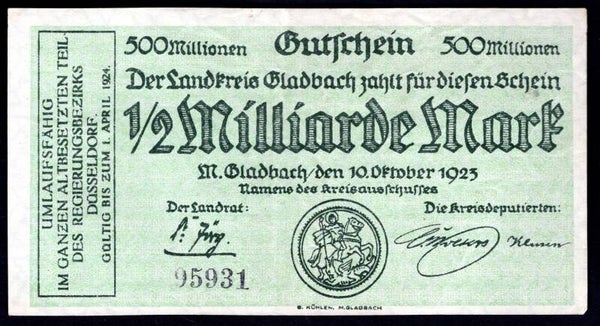 500 Millionen Gutschein 500 Millionen
Der Landkreis Gladbach zahlt für diesen Schein
1/2 Milliarde Mark
M. Gladbach, den 10. Oktober 1923
Namens des Kreisausschusses
Der Landrat:
Die Kreisdeputierten:
95931
B. KÜHLEN, M.GLADBACH
UMLAUFSFÄHIG
IM GANZEN ALTBESETZTEN TEIL
DES REGIERUNGSBEZIRKS
DÜSSELDORF.
GÜLTIG BIS ZUM 1. APRIL 1924.